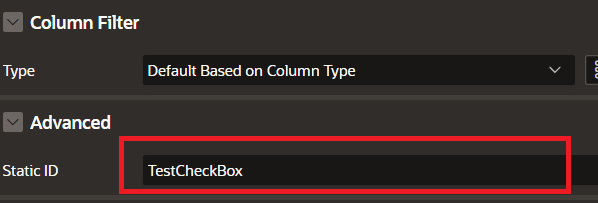 Column Filter
Type Default Based on Column Type
Advanced
Static ID TestCheckBox